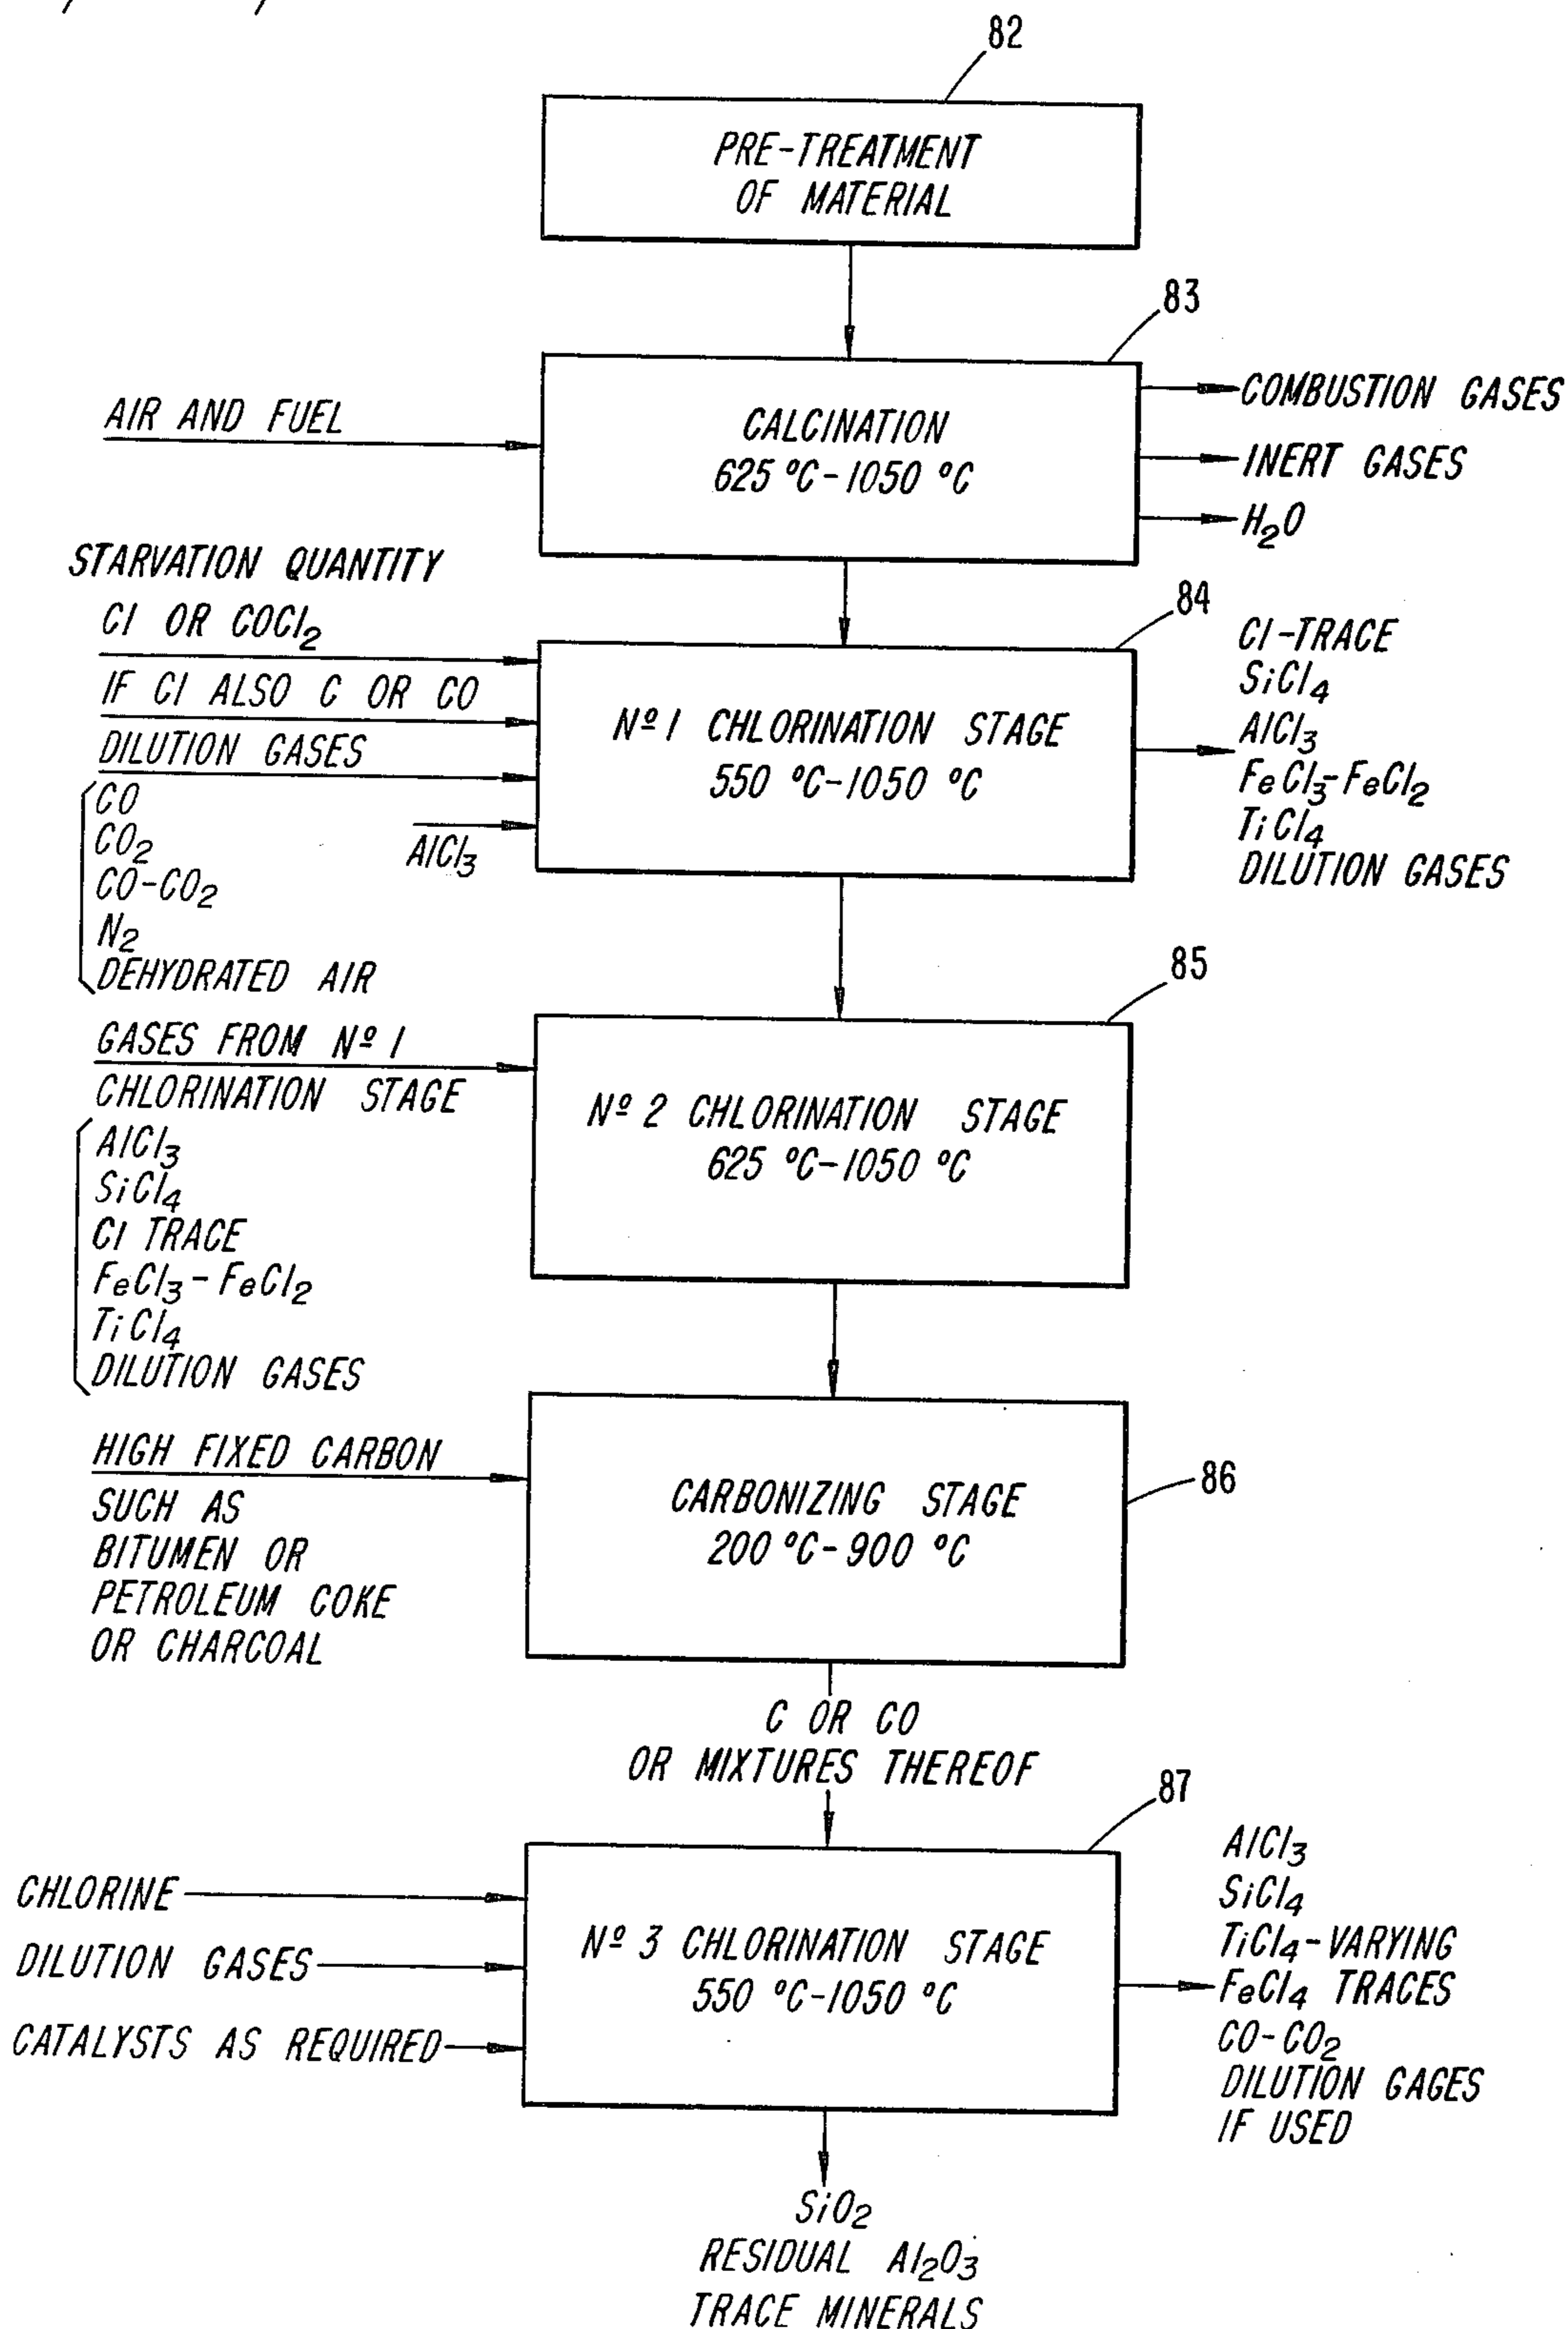 82
PRE-TREATMENT
OF MATERIAL
83
AIR AND FUEL
CALCINATION
625 °C-1050 °C
COMBUSTION GASES
INERT GASES
H2O
STARVATION QUANTITY
Cl OR COCl2
IF Cl ALSO C OR CO
DILUTION GASES
CO
CO2
CO-CO2
N2
DEHYDRATED AIR
AlCl3
84
Nº 1 CHLORINATION STAGE
550 °C-1050 °C
Cl-TRACE
SiCl4
AlCl3
FeCl3-FeCl2
TiCl4
DILUTION GASES
85
GASES FROM Nº 1
CHLORINATION STAGE
AlCl3
SiCl4
Cl TRACE
FeCl3-FeCl2
TiCl4
DILUTION GASES
Nº 2 CHLORINATION STAGE
625 °C-1050 °C
HIGH FIXED CARBON
SUCH AS
BITUMEN OR
PETROLEUM COKE
OR CHARCOAL
CARBONIZING STAGE
200 °C-900 °C
86
C OR CO
OR MIXTURES THEREOF
87
CHLORINE
DILUTION GASES
CATALYSTS AS REQUIRED
Nº 3 CHLORINATION STAGE
550 °C-1050 °C
AlCl3
SiCl4
TiCl4-VARYING
FeCl4 TRACES
CO-CO2
DILUTION GAGES
IF USED
SiO2
RESIDUAL Al2O3
TRACE MINERALS